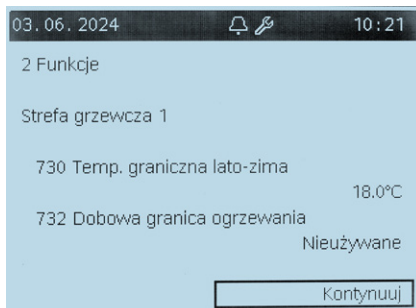 03.06.2024 10:21
2 Funkcje
Strefa grzewcza 1
730 Temp. graniczna lato-zima
18.0°C
732 Dobowa granica ogrzewania
Nieużywane
Kontynuuj